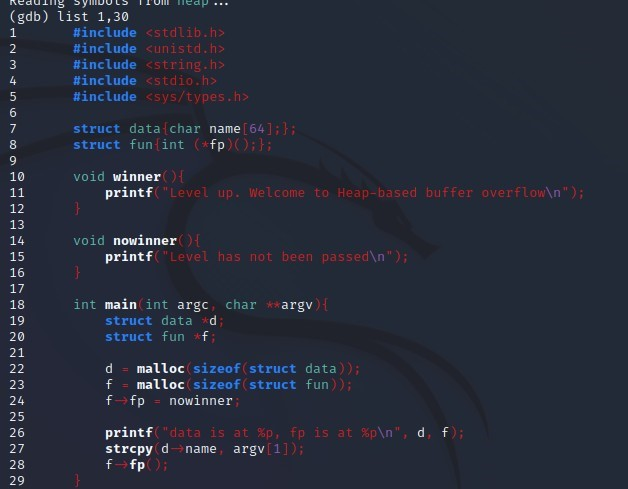 Reading symbols from heap...
(gdb) list 1,30
1 #include <stdlib.h>
2 #include <unistd.h>
3 #include <string.h>
4 #include <stdio.h>
5 #include <sys/types.h>
6
7 struct data{char name[64];};
8 struct fun{int (*fp)();};
9
10 void winner(){
11 printf("Level up. Welcome to Heap-based buffer overflow\n");
12 }
13
14 void nowinner(){
15 printf("Level has not been passed\n");
16 }
17
18 int main(int argc, char **argv){
19 struct data *d;
20 struct fun *f;
21
22 d = malloc(sizeof(struct data));
23 f = malloc(sizeof(struct fun));
24 f->fp = nowinner;
25
26 printf("data is at %p, fp is at %p\n", d, f);
27 strcpy(d->name, argv[1]);
28 f->fp();
29 }